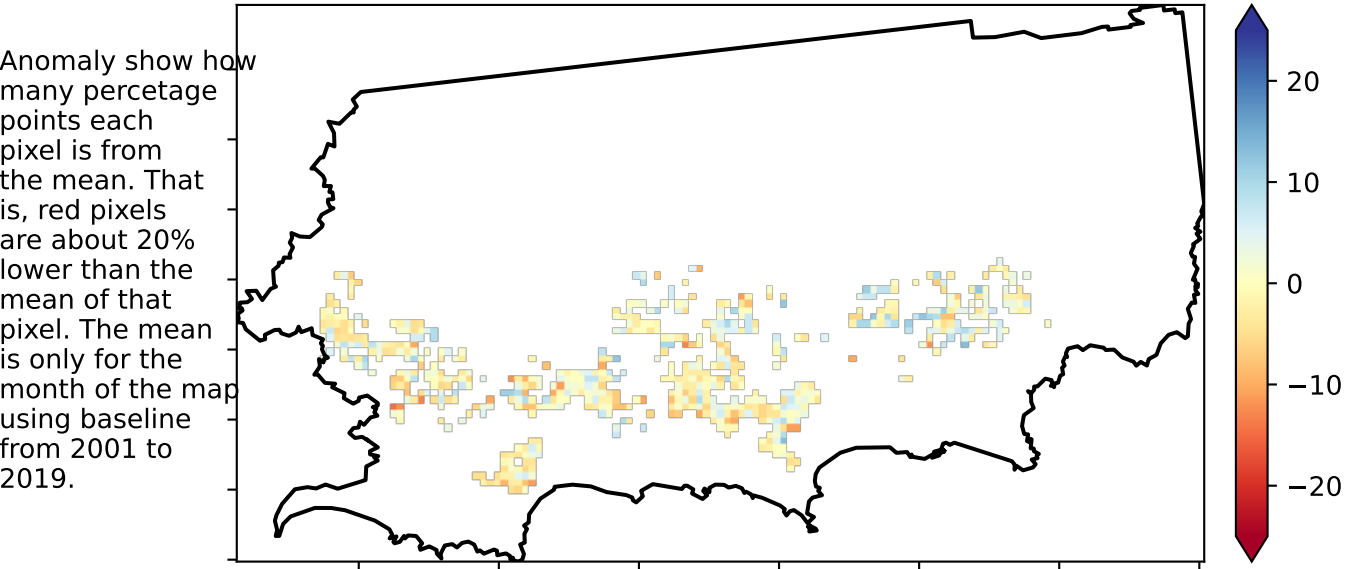 Anomaly show how
many percetage
points each
pixel is from
the mean. That
is, red pixels
are about 20%
lower than the
mean of that
pixel. The mean
is only for the
month of the map
using baseline
from 2001 to
2019.
20
10
0
−10
−20